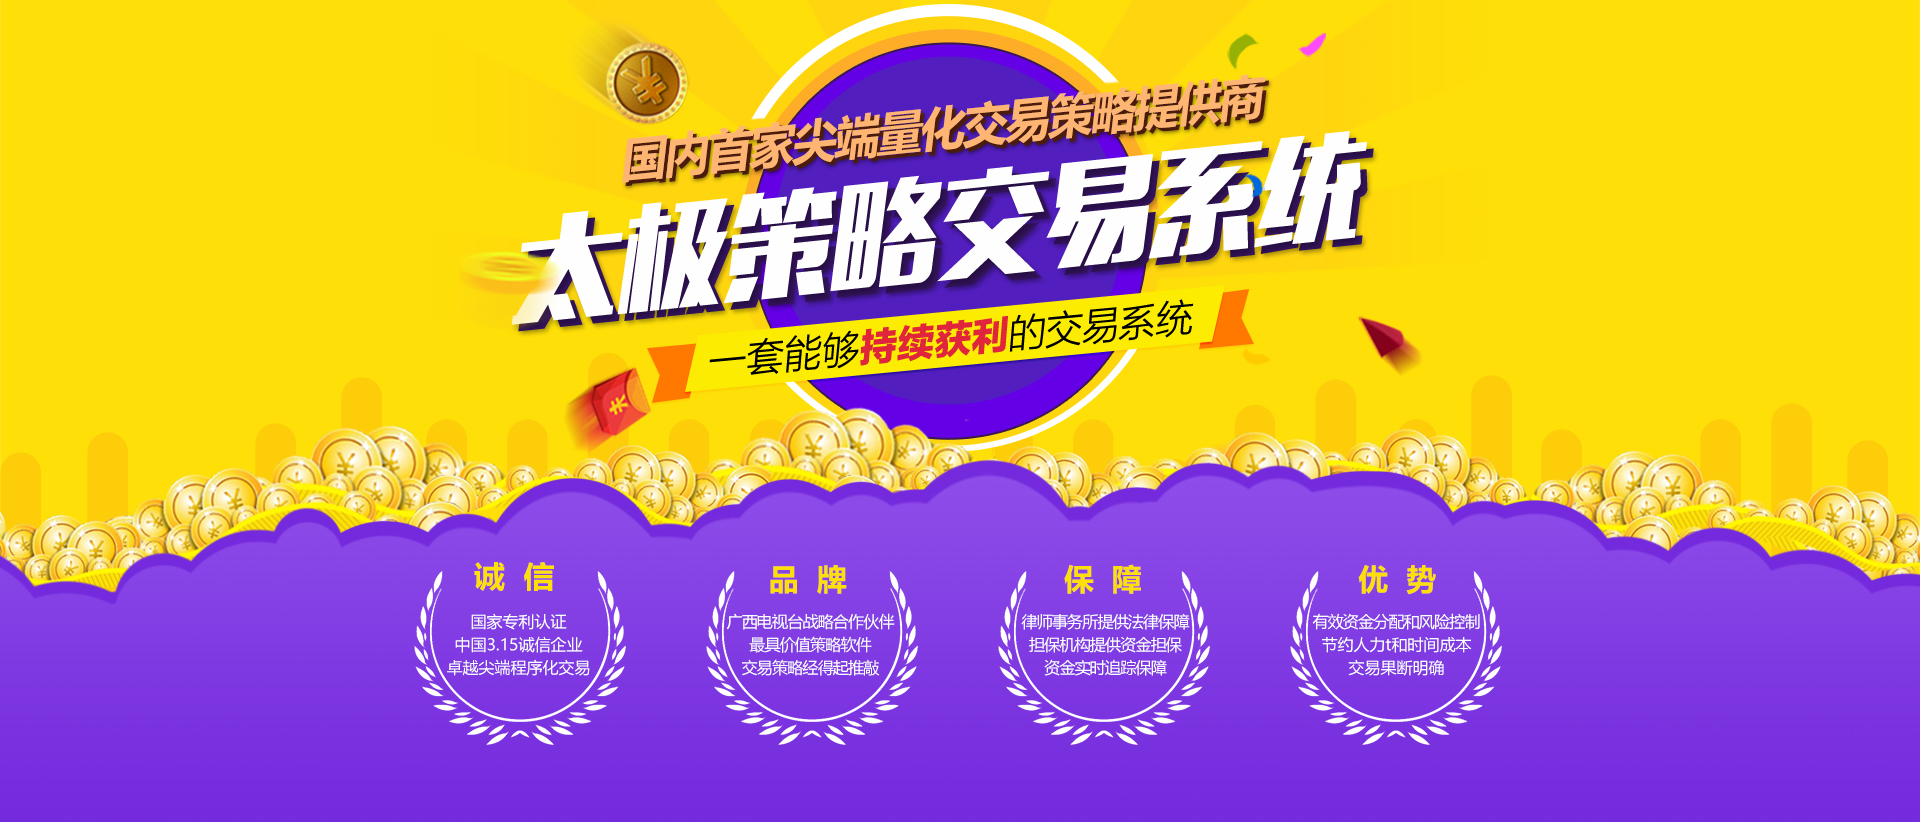 国内首家尖端量化交易策略提供商
太极策略交易系统
一套能够持续获利的交易系统
诚信
国家专利认证
中国3.15诚信企业
卓越尖端程序化交易
品牌
广西电视台战略合作伙伴
最具价值策略软件
交易策略经得起推敲
保障
律师事务所提供法律保障
担保机构提供资金担保
资金实时追踪保障
优势
有效资金分配和风险控制
节约人力t和时间成本
交易果断明确